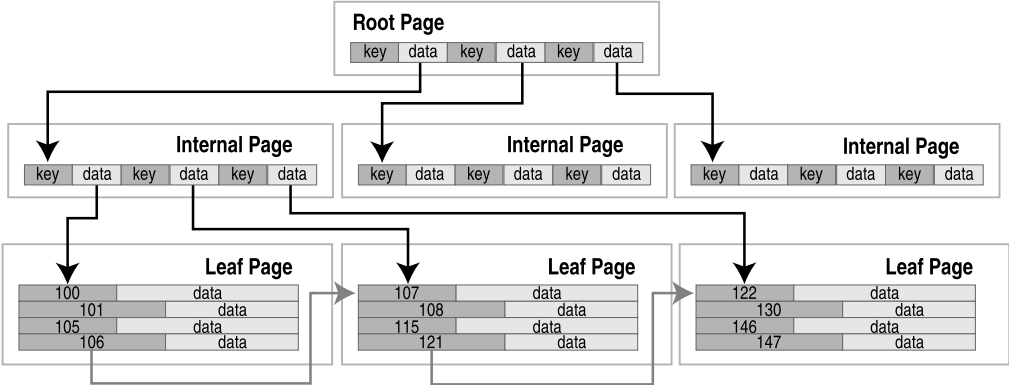 Root Page
key data key data key data
Internal Page
key data key data key data
Internal Page
key data key data key data
Internal Page
key data key data key data
Leaf Page
100 data
101 data
105 data
106 data
Leaf Page
107 data
108 data
115 data
121 data
Leaf Page
122 data
130 data
146 data
147 data